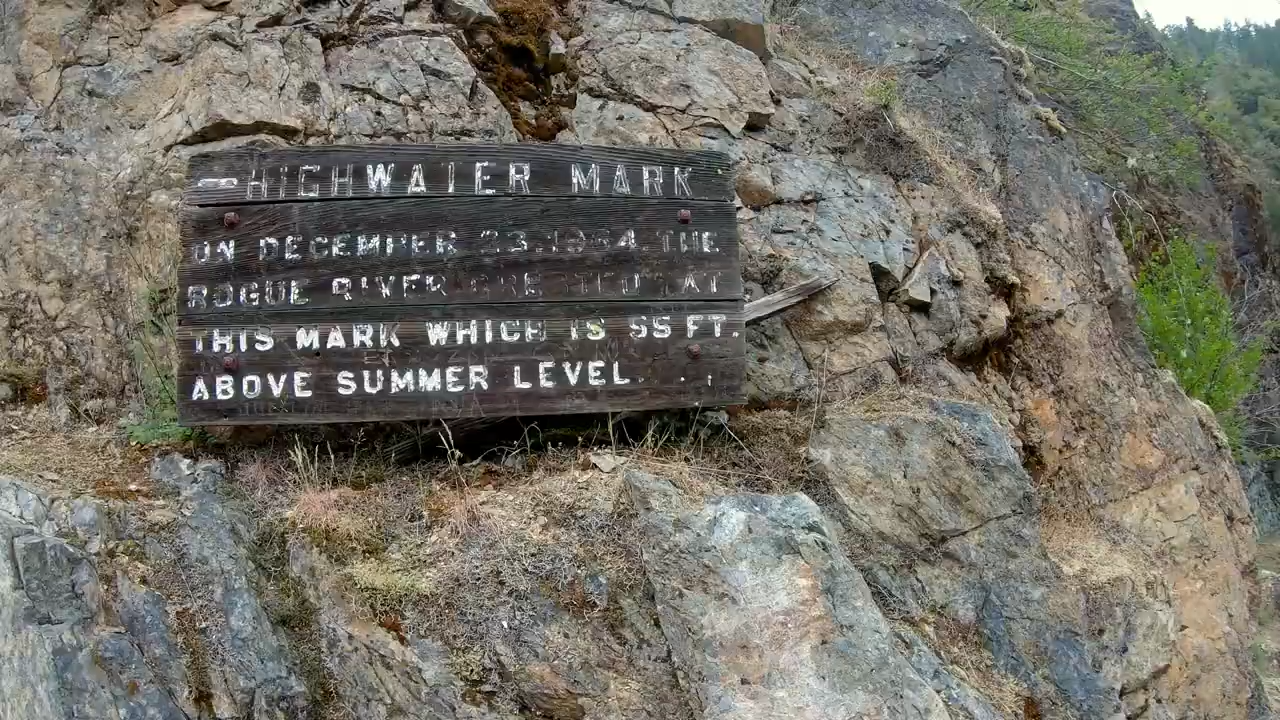 HIGHWATER MARK
ON DECEMBER 23, 1964 THE
ROGUE RIVER CRESTED AT
THIS MARK WHICH IS 55 FT.
ABOVE SUMMER LEVEL.